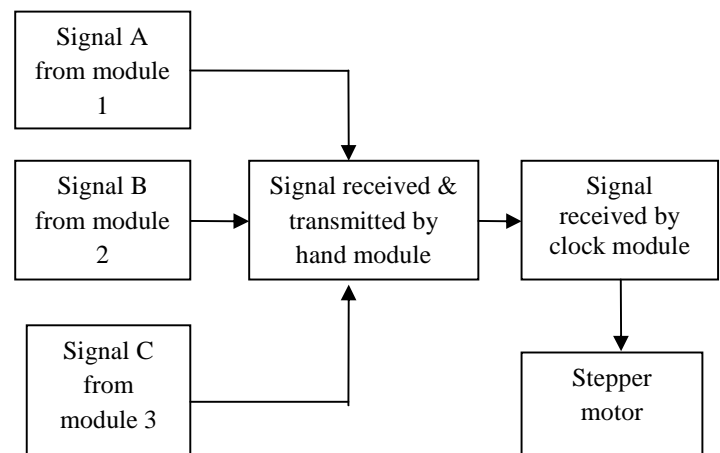 Signal A
from module
1
Signal B
from module
2
Signal received &
transmitted by
hand module
Signal
received by
clock module
Signal C
from
module 3
Stepper
motor